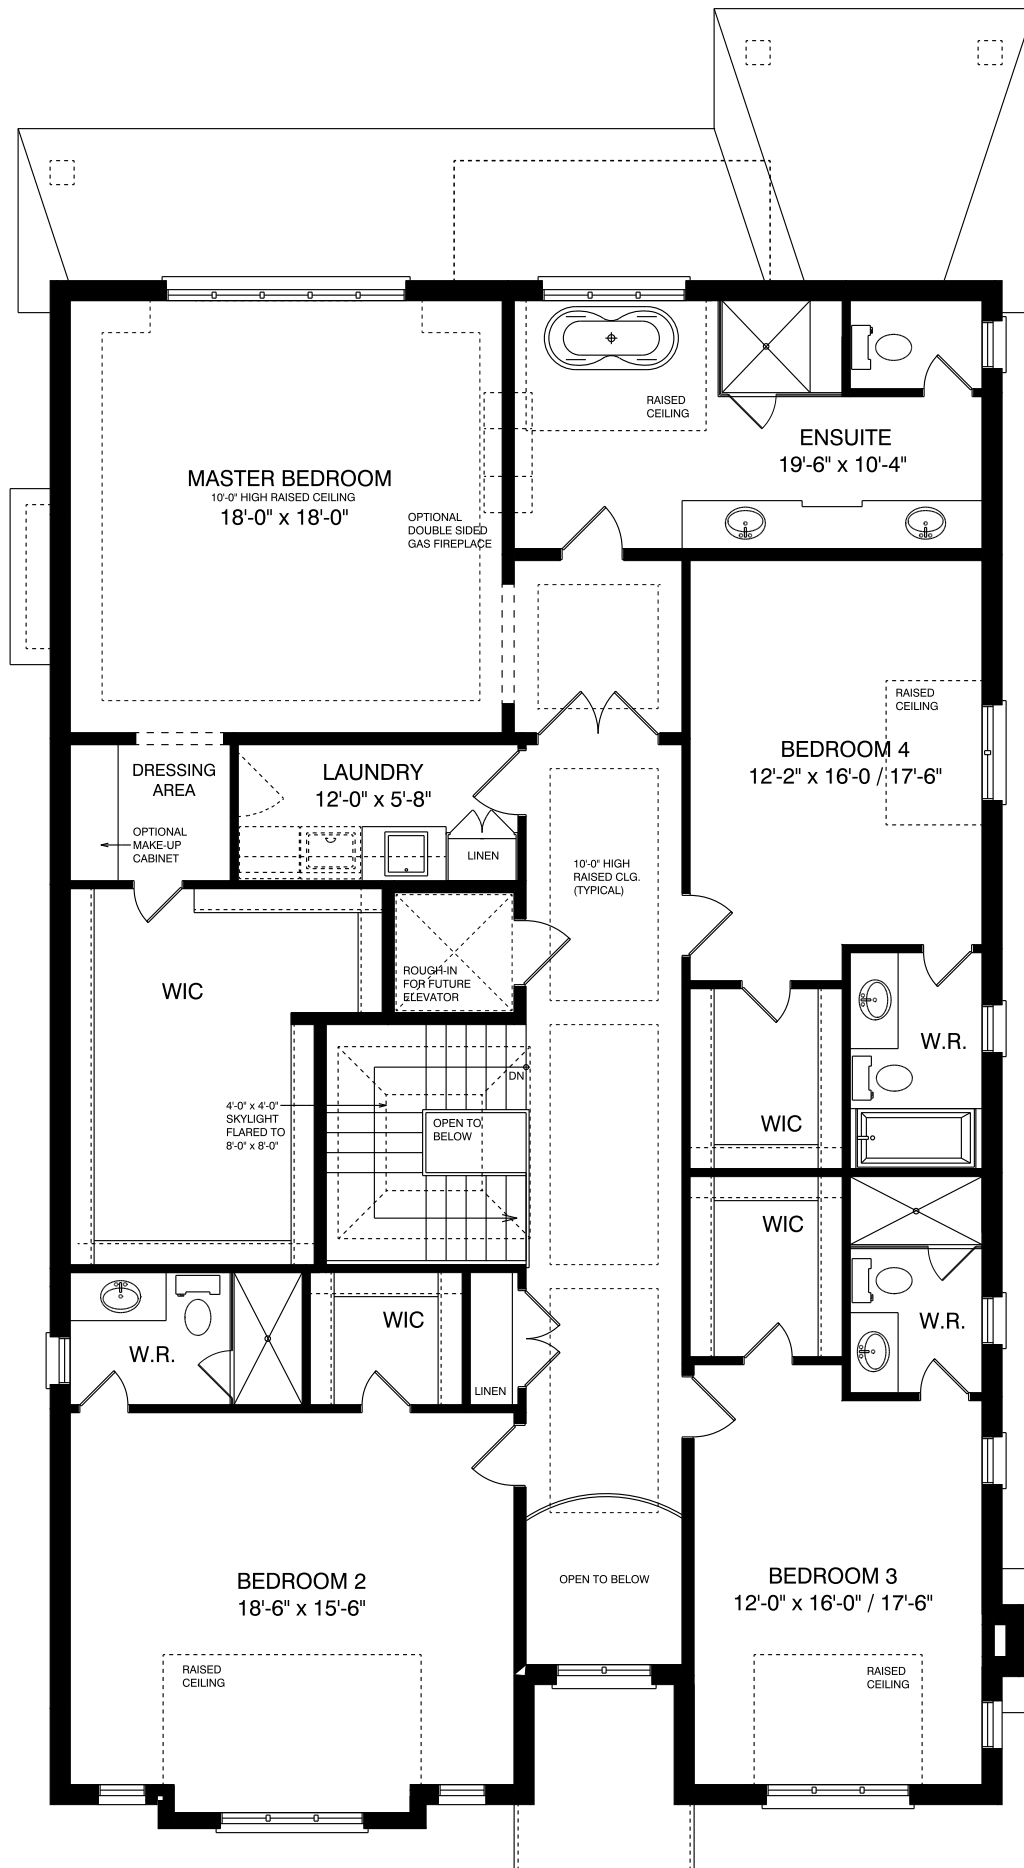 RAISED
CEILING
ENSUITE
19'-6" x 10'-4"
MASTER BEDROOM
10'-0" HIGH RAISED CEILING
18'-0" x 18'-0"
OPTIONAL
DOUBLE SIDED
GAS FIREPLACE
RAISED
CEILING
BEDROOM 4
12'-2" x 16'-0 / 17'-6"
DRESSING
AREA
OPTIONAL
MAKE-UP
CABINET
LAUNDRY
12'-0" x 5'-8"
LINEN
10'-0" HIGH
RAISED CLG.
(TYPICAL)
WIC
ROUGH-IN
FOR FUTURE
ELEVATOR
W.R.
DN
4'-0" x 4'-0"
SKYLIGHT
FLARED TO
8'-0" x 8'-0"
OPEN TO
BELOW
WIC
WIC
WIC
W.R.
W.R.
LINEN
BEDROOM 2
18'-6" x 15'-6"
OPEN TO BELOW
BEDROOM 3
12'-0" x 16'-0" / 17'-6"
RAISED
CEILING
RAISED
CEILING